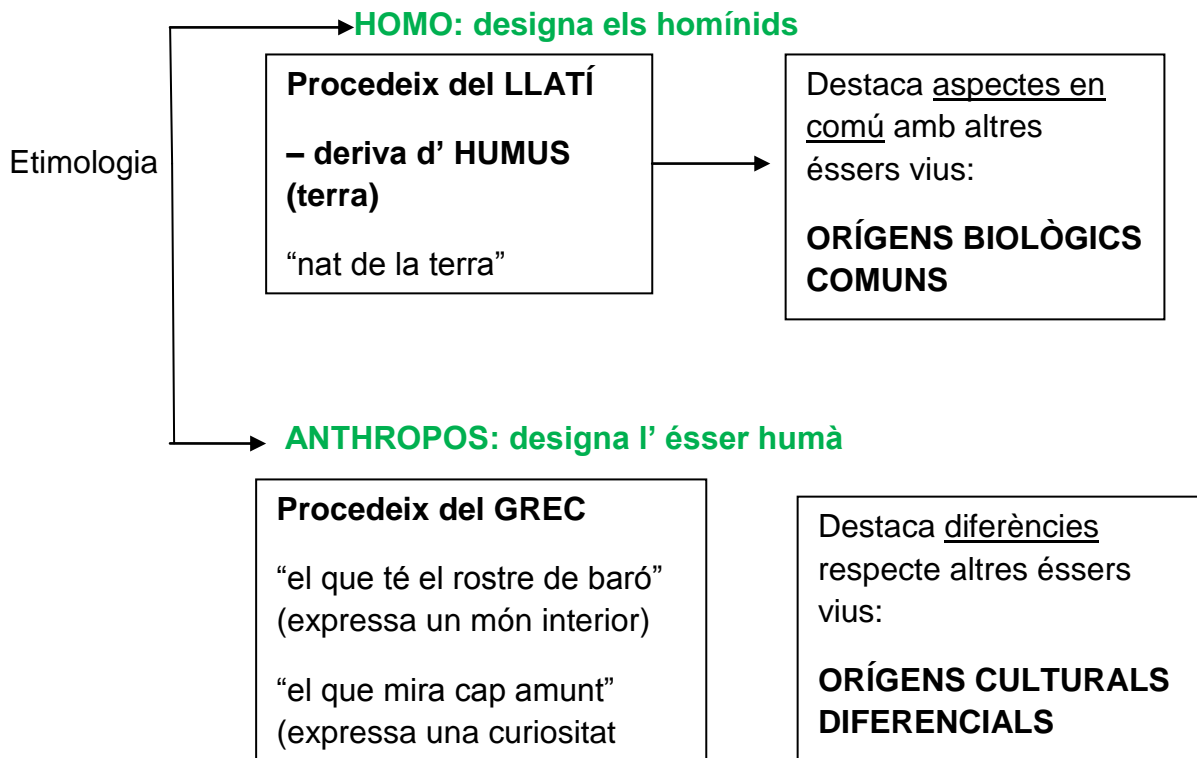 HOMO: designa els homínids
Procedeix del LLATÍ
– deriva d’ HUMUS
(terra)
“nat de la terra”
Destaca aspectes en
comú amb altres
éssers vius:
ORÍGENS BIOLÒGICS
COMUNS
Etimologia
ANTHROPOS: designa l’ ésser humà
Procedeix del GREC
“el que té el rostre de baró”
(expressa un món interior)
“el que mira cap amunt”
(expressa una curiositat
Destaca diferències
respecte altres éssers
vius:
ORÍGENS CULTURALS
DIFERENCIALS